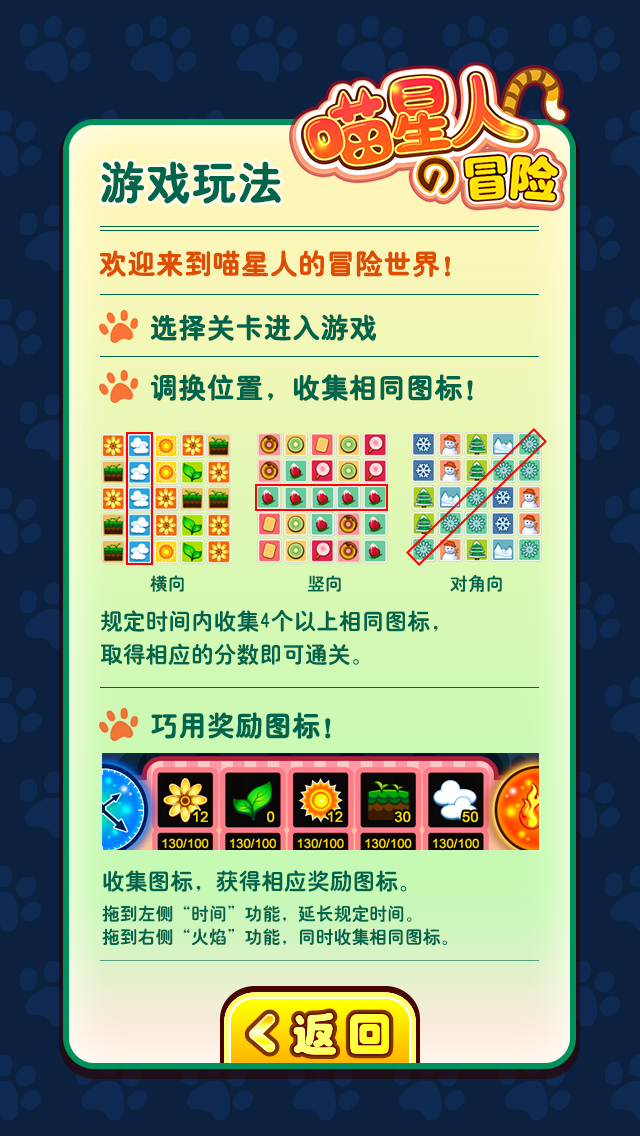 喵星人
の冒险
游戏玩法
欢迎来到喵星人的冒险世界！
选择关卡进入游戏
调换位置，收集相同图标！
横向 竖向 对角向
规定时间内收集4个以上相同图标，
取得相应的分数即可通关。
巧用奖励图标！
12 0 12 30 50
130/100 130/100 130/100 130/100 130/100
收集图标，获得相应奖励图标。
拖到左侧“时间”功能，延长规定时间。
拖到右侧“火焰”功能，同时收集相同图标。
返回